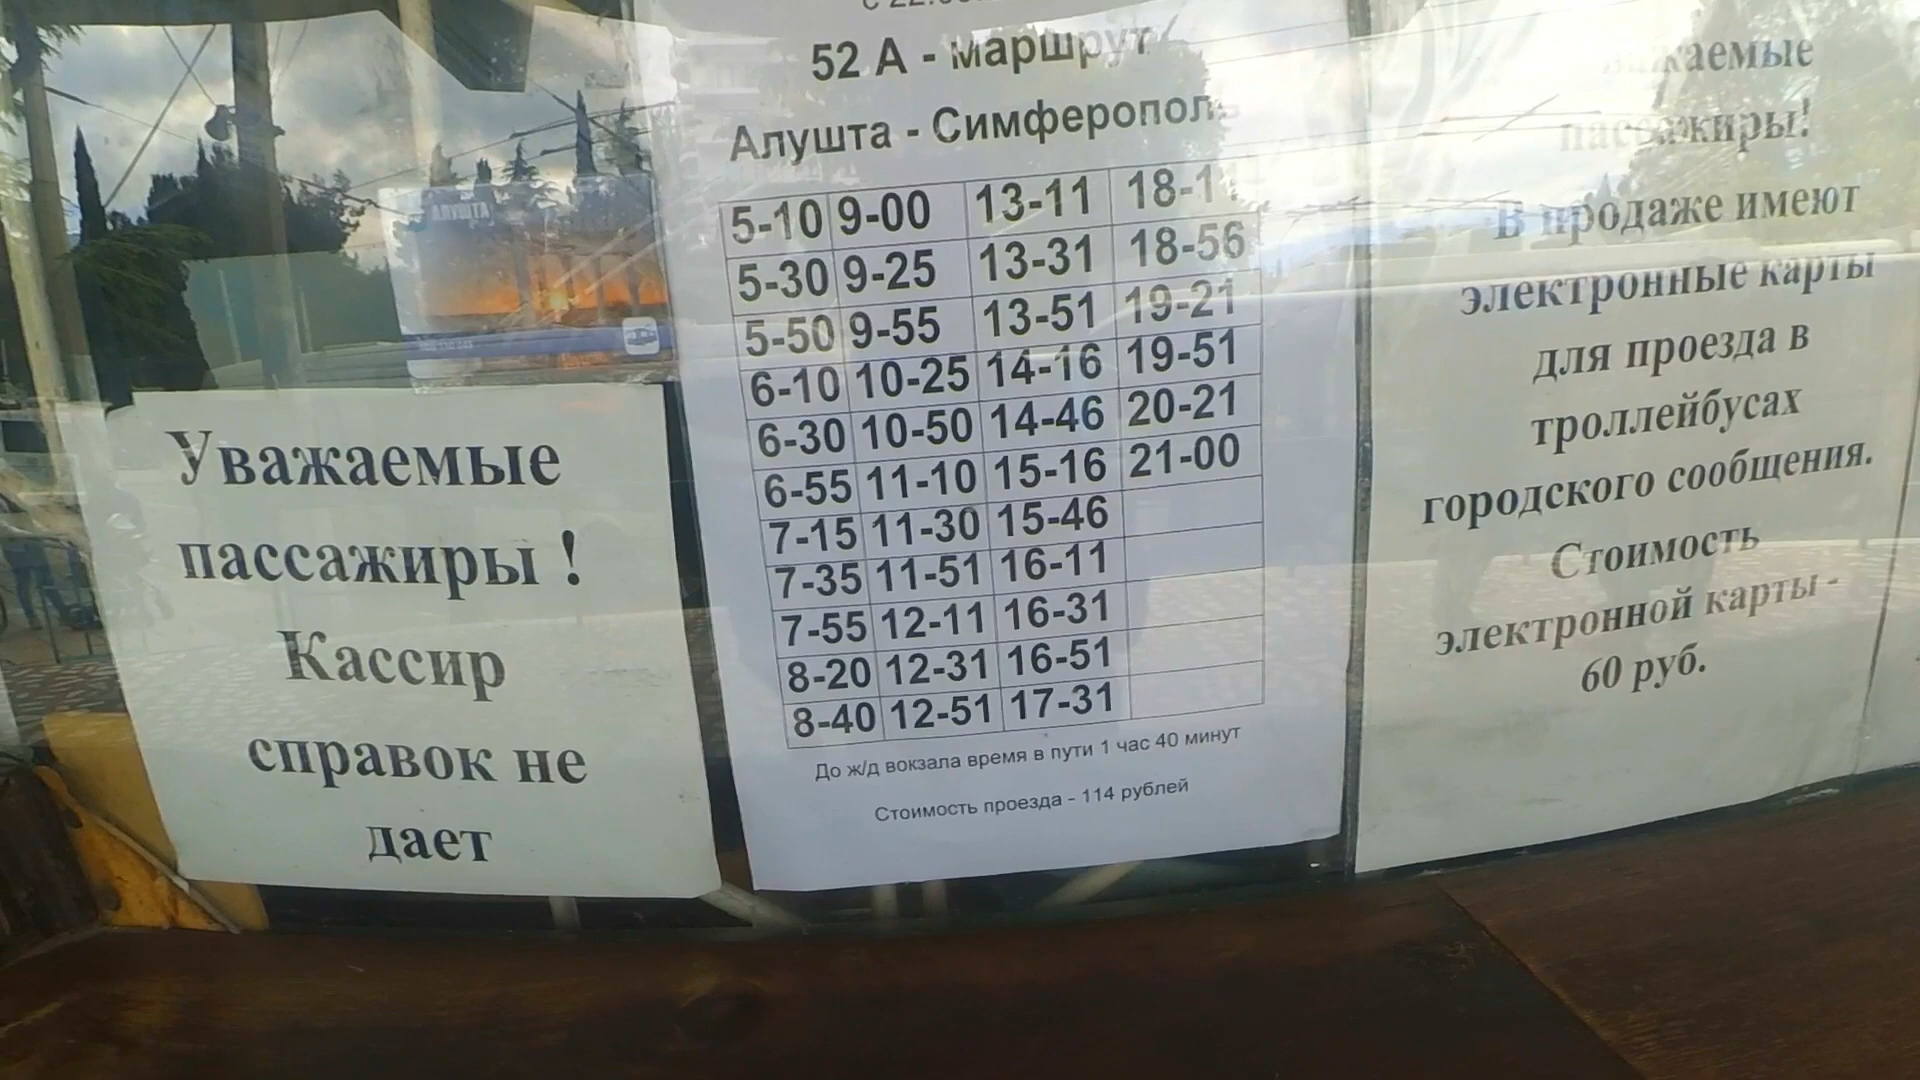 АЛУШТА
Уважаемые
пассажиры !
Кассир
справок не
дает
52 А - Маршрут
Алушта - Симферополь
5-10 9-00 13-11
5-30 9-25 13-31 18-56
5-50 9-55 13-51 19-21
6-10 10-25 14-16 19-51
6-30 10-50 14-46 20-21
6-55 11-10 15-16 21-00
7-15 11-30 15-46
7-35 11-51 16-11
7-55 12-11 16-31
8-20 12-31 16-51
8-40 12-51 17-31
До ж/д вокзала время в пути 1 час 40 минут
Стоимость проезда - 114 рублей
Уважаемые
пассажиры!
В продаже имеют
электронные карты
для проезда в
троллейбусах
городского сообщения.
Стоимость
электронной карты -
60 руб.